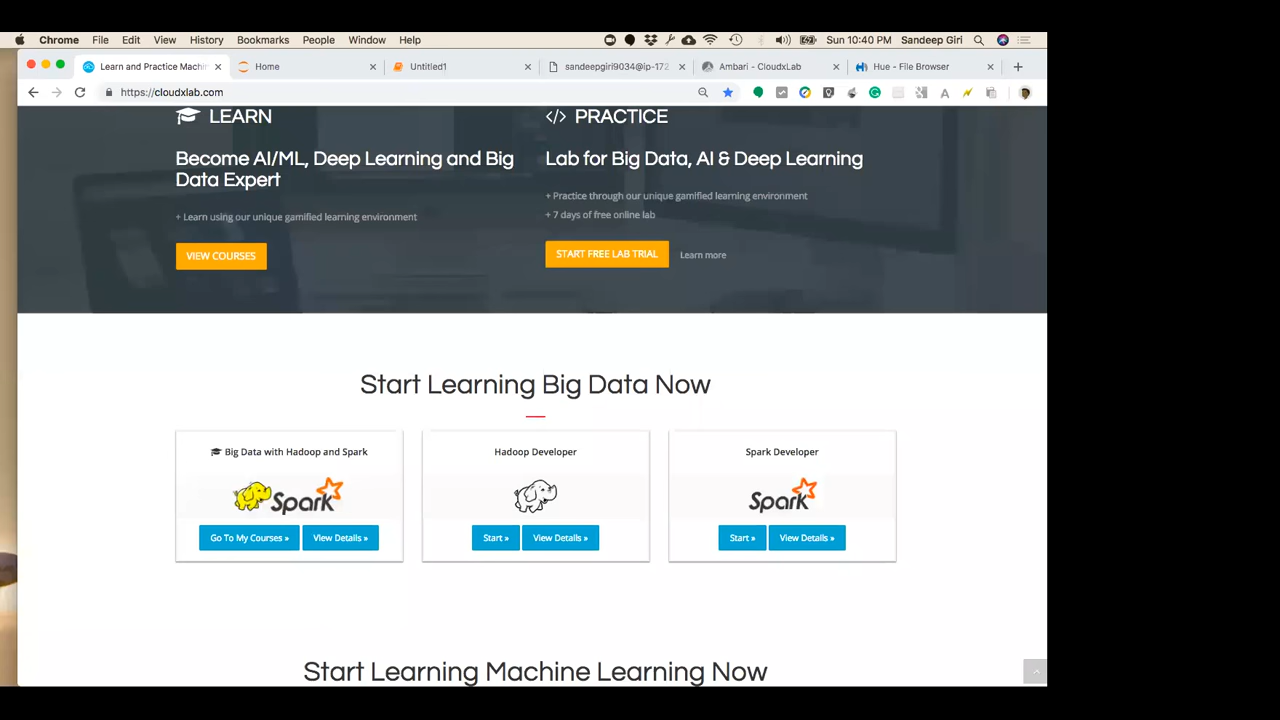 Chrome File Edit View History Bookmarks People Window Help Sun 10:40 PM Sandeep Giri
Learn and Practice Machin Home Untitled1 sandeepgiri9034@ip-172 Ambari - CloudxLab Hue - File Browser
https://cloudxlab.com
LEARN
Become AI/ML, Deep Learning and Big
Data Expert
+ Learn using our unique gamified learning environment
VIEW COURSES
</> PRACTICE
Lab for Big Data, AI & Deep Learning
+ Practice through our unique gamified learning environment
+ 7 days of free online lab
START FREE LAB TRIAL Learn more
Start Learning Big Data Now
Big Data with Hadoop and Spark
Spark
Go To My Courses » View Details »
Hadoop Developer
Start » View Details »
Spark Developer
Spark
Start » View Details »
Start Learning Machine Learning Now